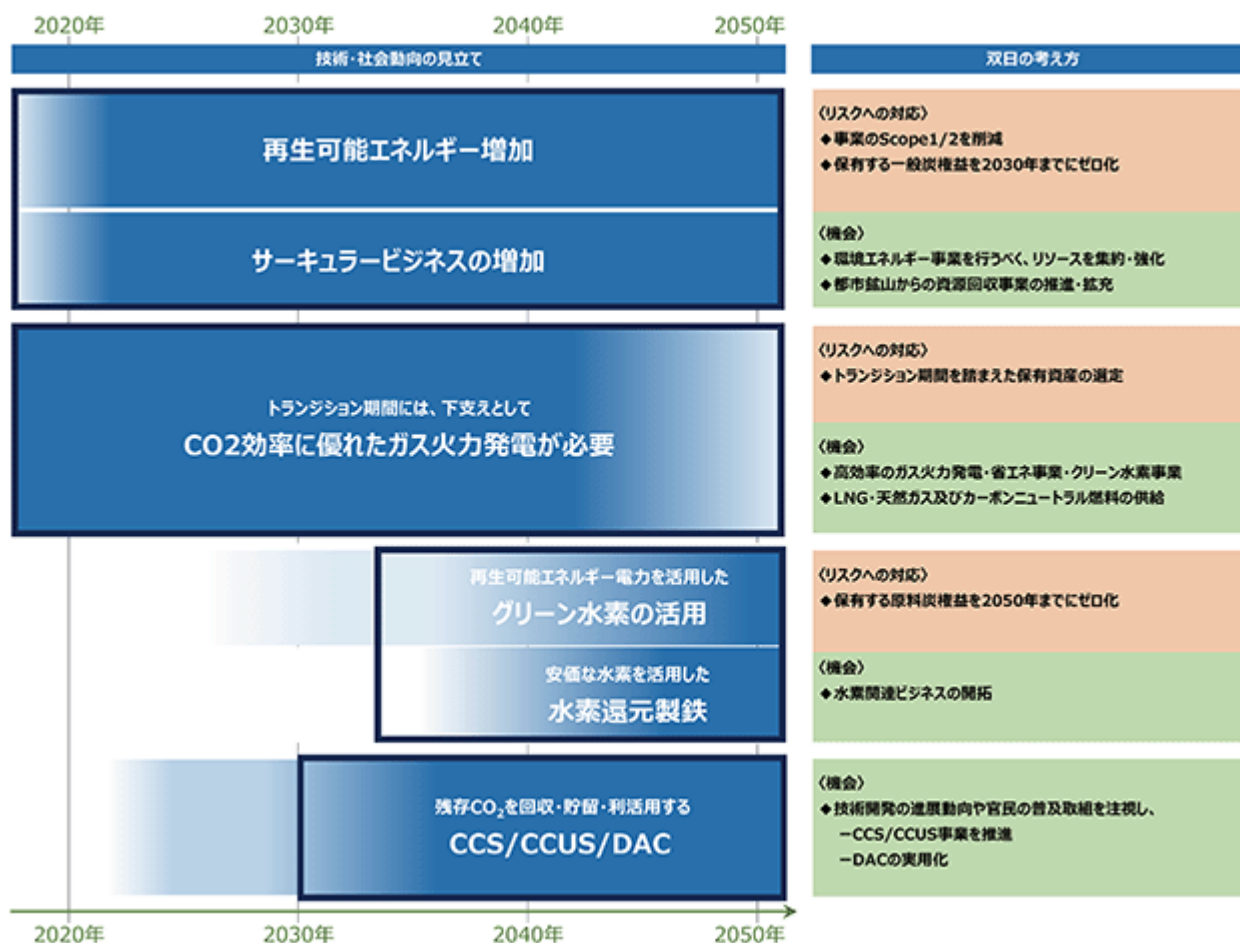 2020年 2030年 2040年 2050年
技術・社会動向の見立て
双日の考え方
再生可能エネルギー増加
サーキュラービジネスの増加
〈リスクへの対応〉
◆事業のScope1/2を削減
◆保有する一般炭権益を2030年までにゼロ化
〈機会〉
◆環境エネルギー事業を行うべく、リソースを集約・強化
◆都市鉱山からの資源回収事業の推進・拡充
トランジション期間には、下支えとして
CO2効率に優れたガス火力発電が必要
〈リスクへの対応〉
◆トランジション期間を踏まえた保有資産の選定
〈機会〉
◆高効率のガス火力発電・省エネ事業・クリーン水素事業
◆LNG・天然ガス及びカーボンニュートラル燃料の供給
再生可能エネルギー電力を活用した
グリーン水素の活用
安価な水素を活用した
水素還元製鉄
〈リスクへの対応〉
◆保有する原料炭権益を2050年までにゼロ化
〈機会〉
◆水素関連ビジネスの開拓
残存CO₂を回収・貯留・利活用する
CCS/CCUS/DAC
〈機会〉
◆技術開発の進展動向や官民の普及取組を注視し、
−CCS/CCUS事業を推進
−DACの実用化
2020年 2030年 2040年 2050年